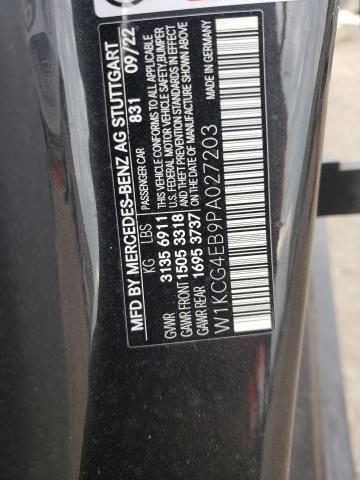 MFD BY MERCEDES-BENZ AG STUTTGART
PASSENGER CAR 831 09/22
KG LBS
GVWR 3135 6911
GAWR FRONT 1505 3318
GAWR REAR 1695 3737
THIS VEHICLE CONFORMS TO ALL APPLICABLE
FEDERAL MOTOR VEHICLE SAFETY,BUMPER
AND THEFT PREVENTION STANDARDS IN EFFECT
ON THE DATE OF MANUFACTURE SHOWN ABOVE
W1KCG4EB9PA027203
MADE IN GERMANY